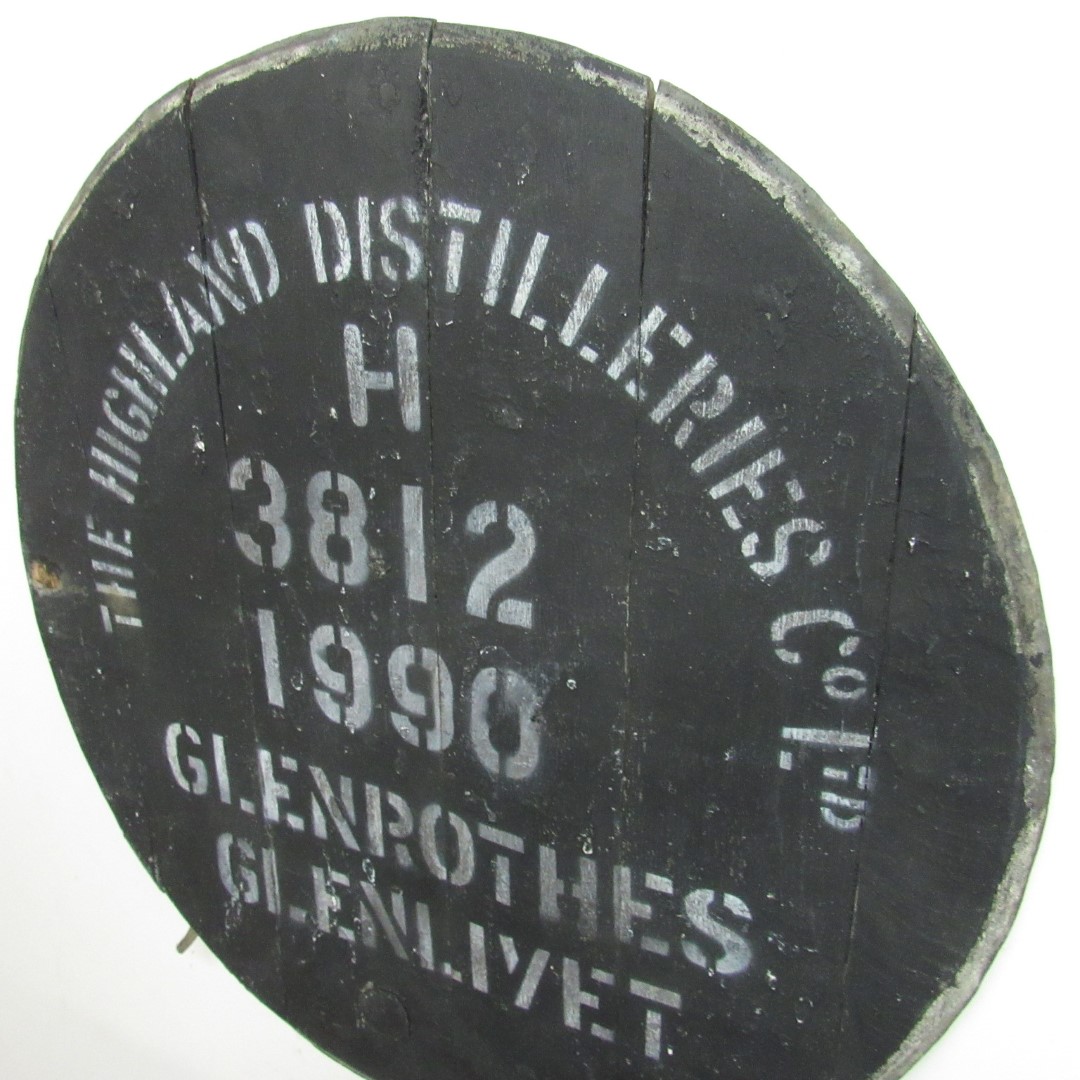 THE HIGHLAND DISTILLERIES Co LTD
H
3812
1990
GLENROTHES
GLENLIVET